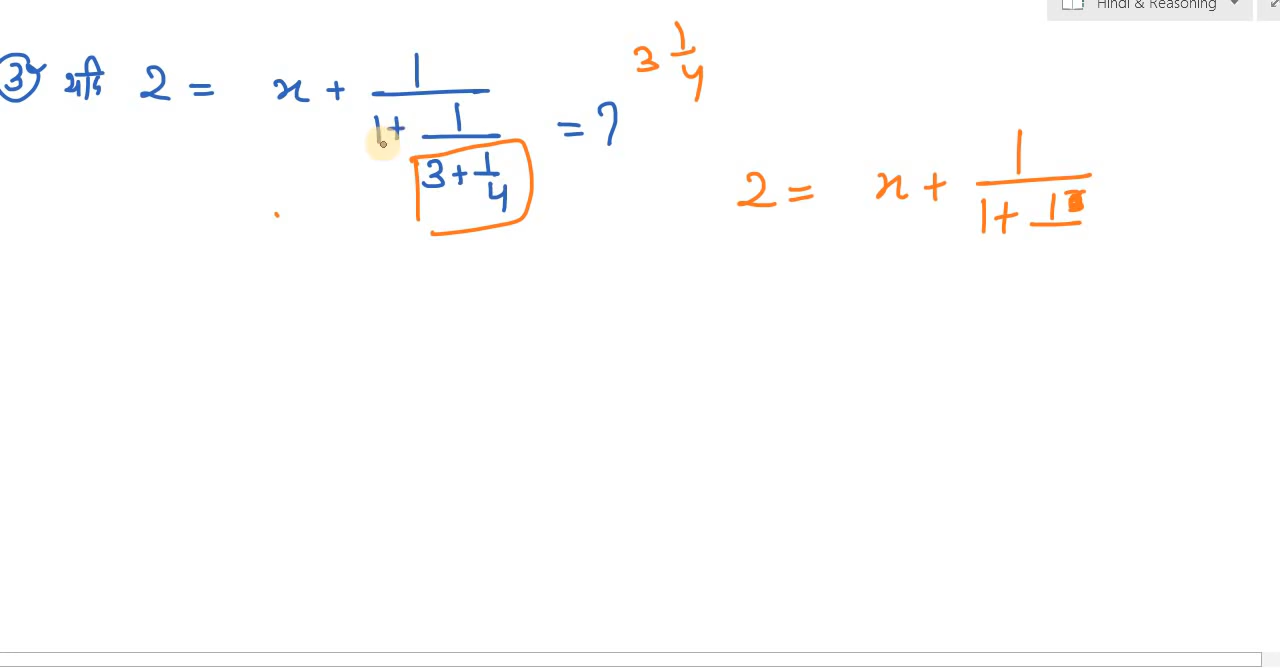 Hindi & Reasoning
3 यदि 2 = x + 1/(1 + 1/(3 + 1/4)) = ?
3 1/4
2 = x + 1/(1 + 1